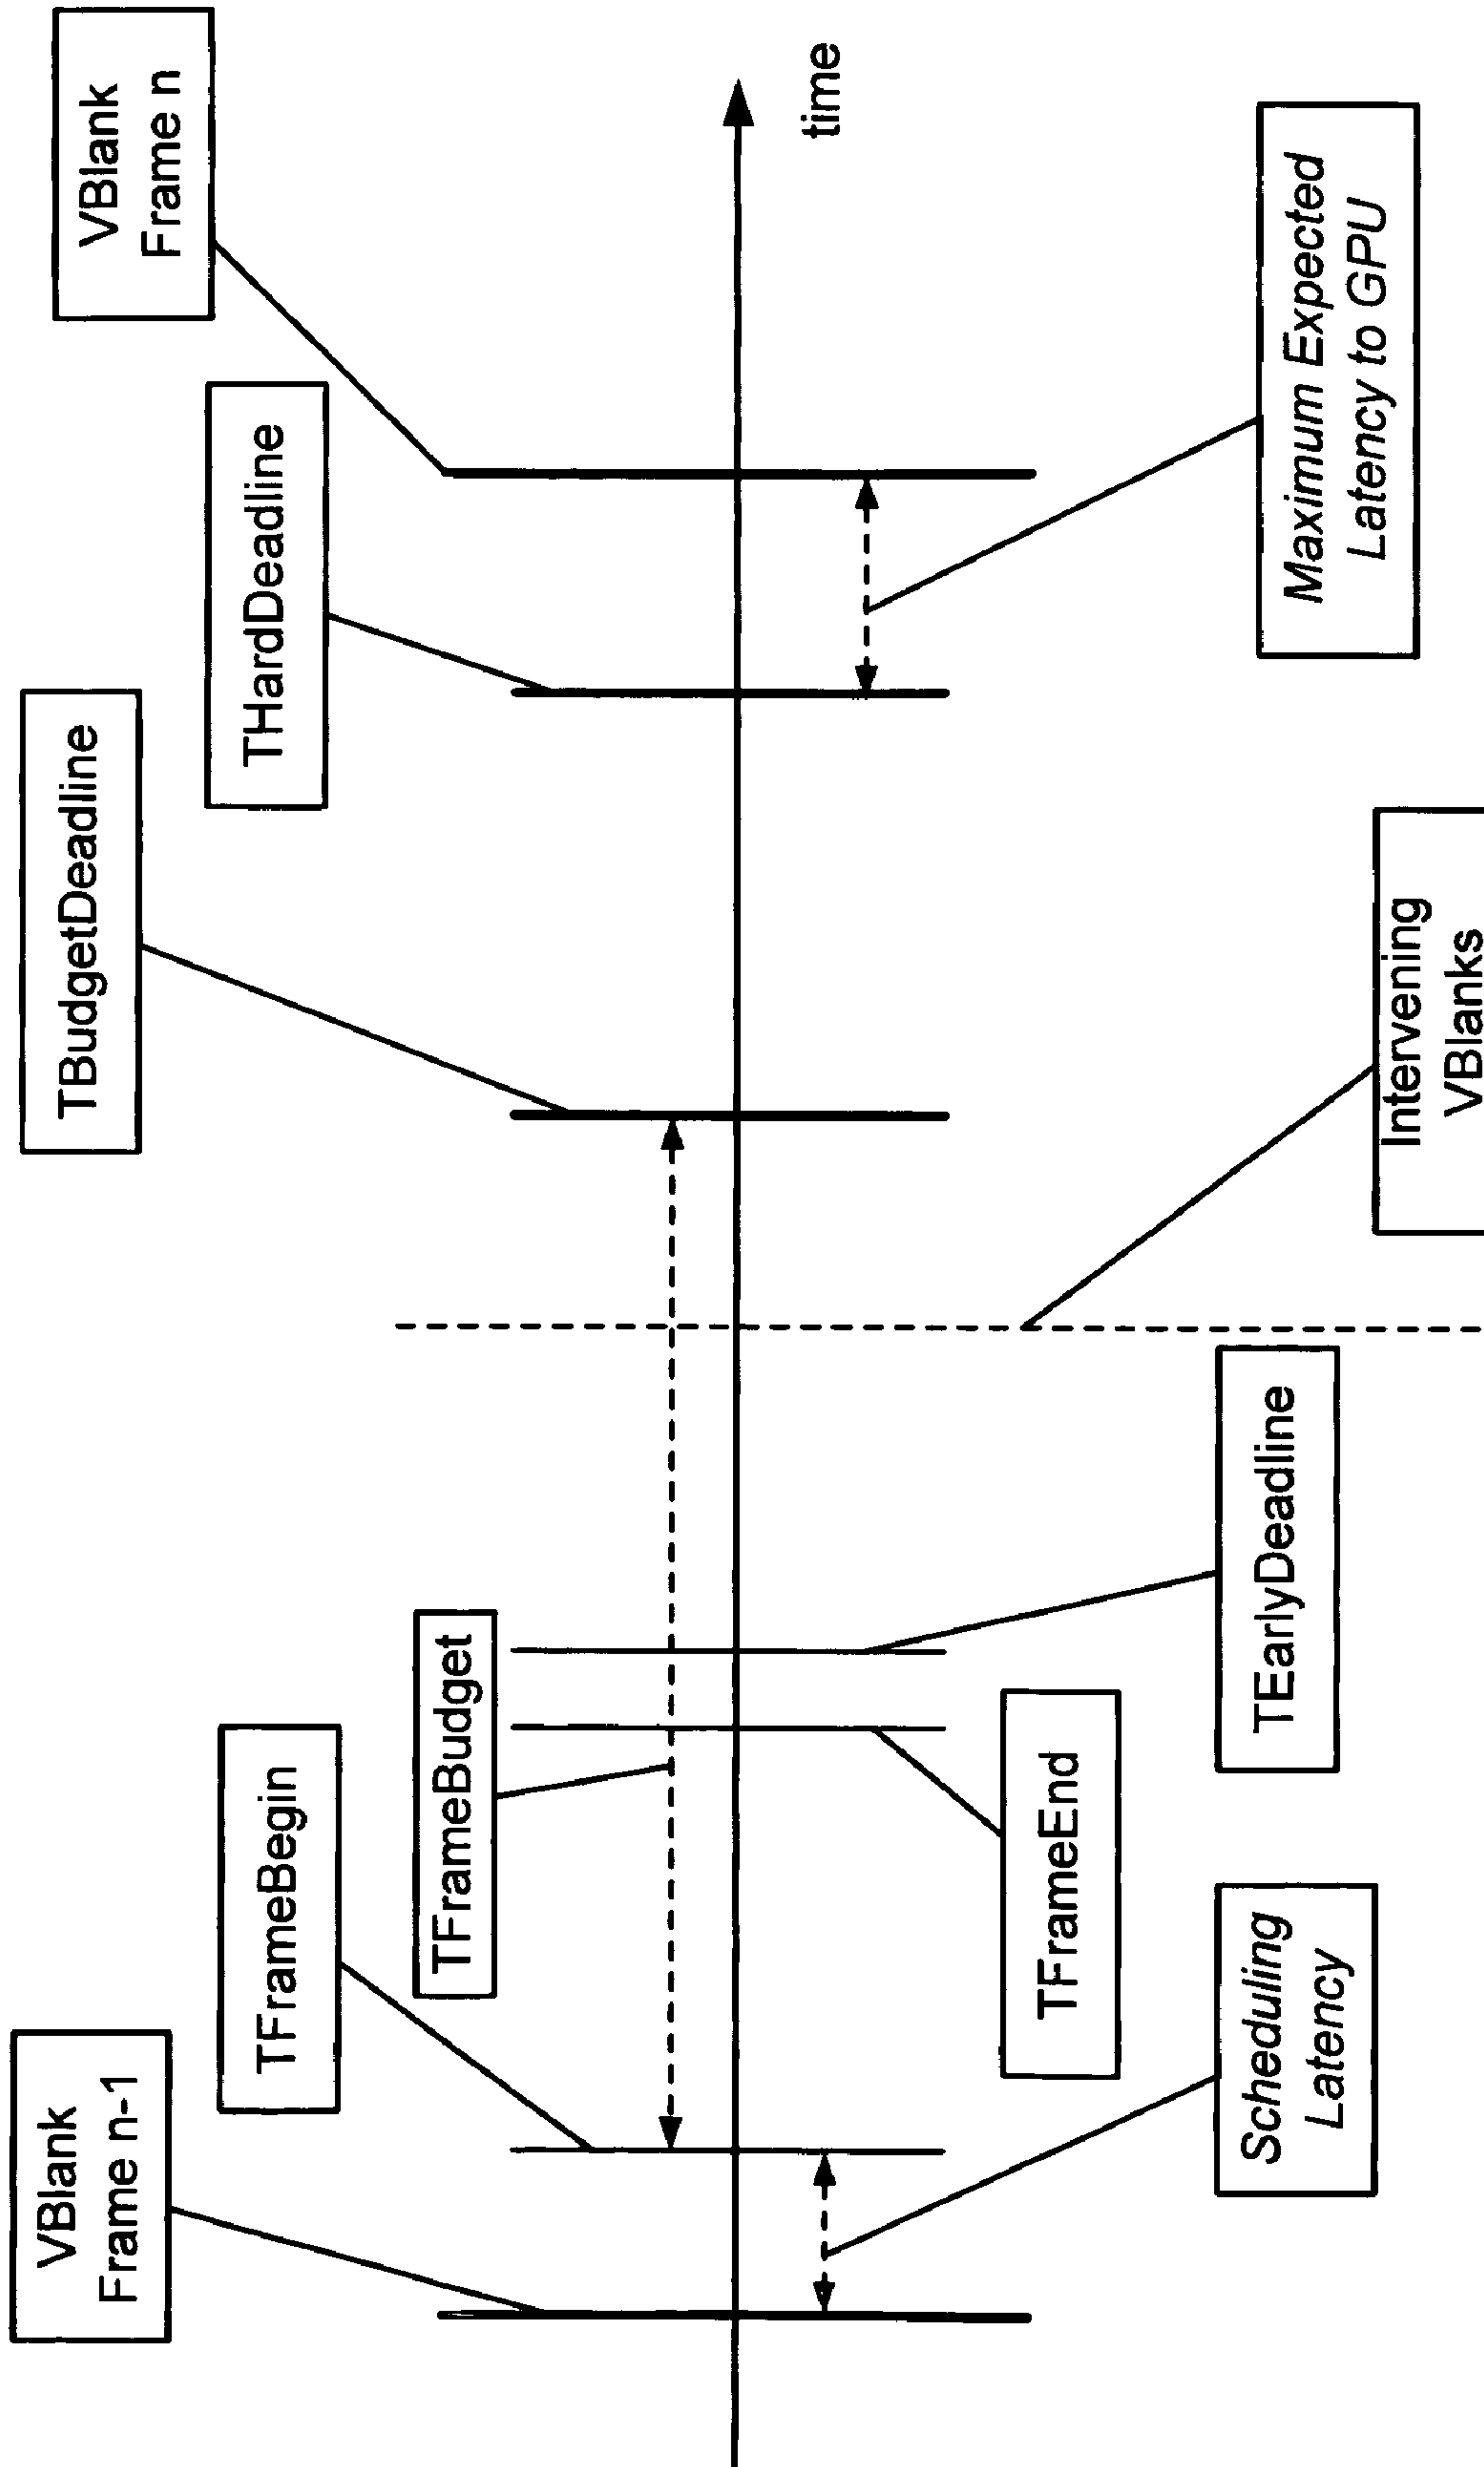 VBlank
Frame n-1
TFrameBegin
TFrameBudget
TBudgetDeadline
THardDeadline
VBlank
Frame n
time
TFrameEnd
Scheduling
Latency
TEarlyDeadline
Intervening
VBlanks
Maximum Expected
Latency to GPU